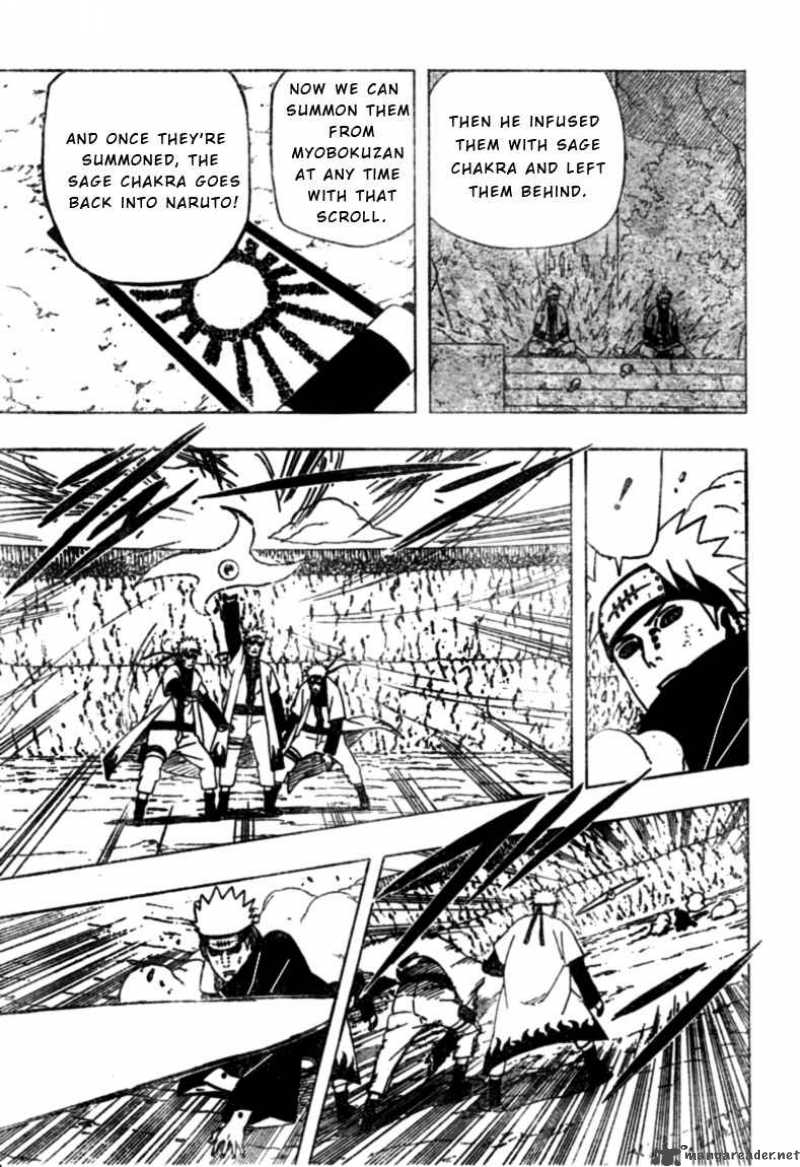 THEN HE INFUSED
THEM WITH SAGE
CHAKRA AND LEFT
THEM BEHIND.
NOW WE CAN
SUMMON THEM
FROM
MYOBOKUZAN
AT ANY TIME
WITH THAT
SCROLL.
AND ONCE THEY'RE
SUMMONED, THE
SAGE CHAKRA GOES
BACK INTO NARUTO!
!
mangareader.net